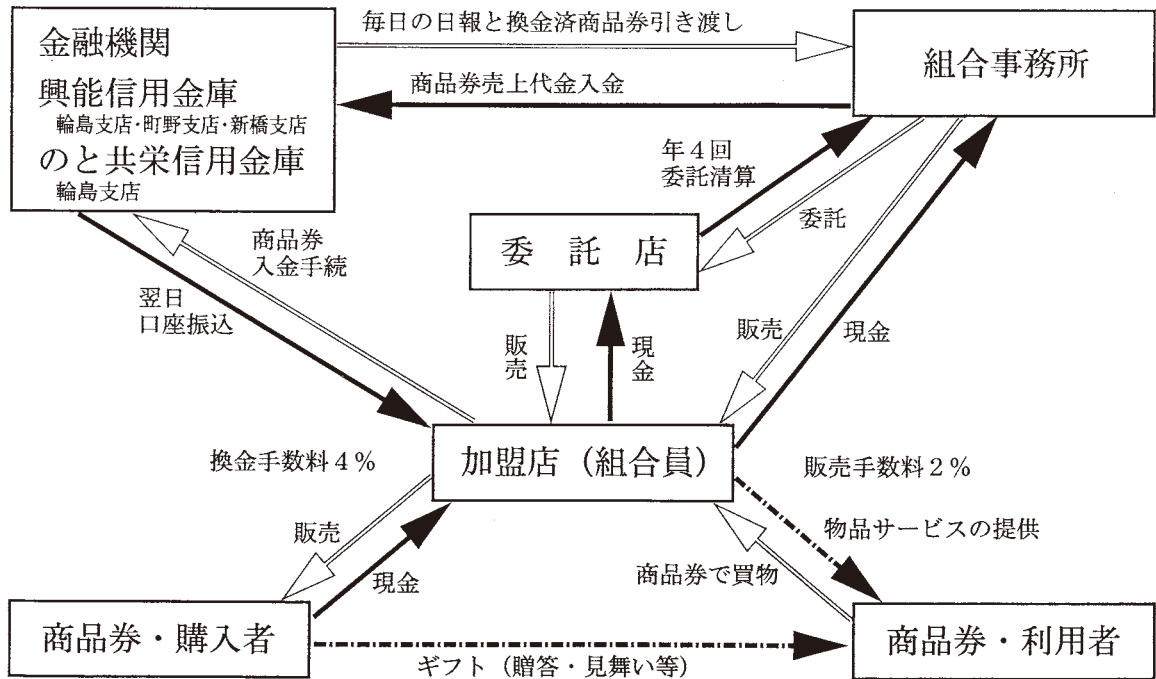 毎日の日報と換金済商品券引き渡し
金融機関
興能信用金庫
輪島支店・町野支店・新橋支店
のと共栄信用金庫
輪島支店
組合事務所
商品券売上代金入金
年4回
委託清算
委託
商品券
入金手続
委託店
翌日
口座振込
販売
現金
販売
現金
換金手数料4%
加盟店（組合員）
販売手数料2%
販売
現金
物品サービスの提供
商品券で買物
商品券・購入者
ギフト（贈答・見舞い等）
商品券・利用者